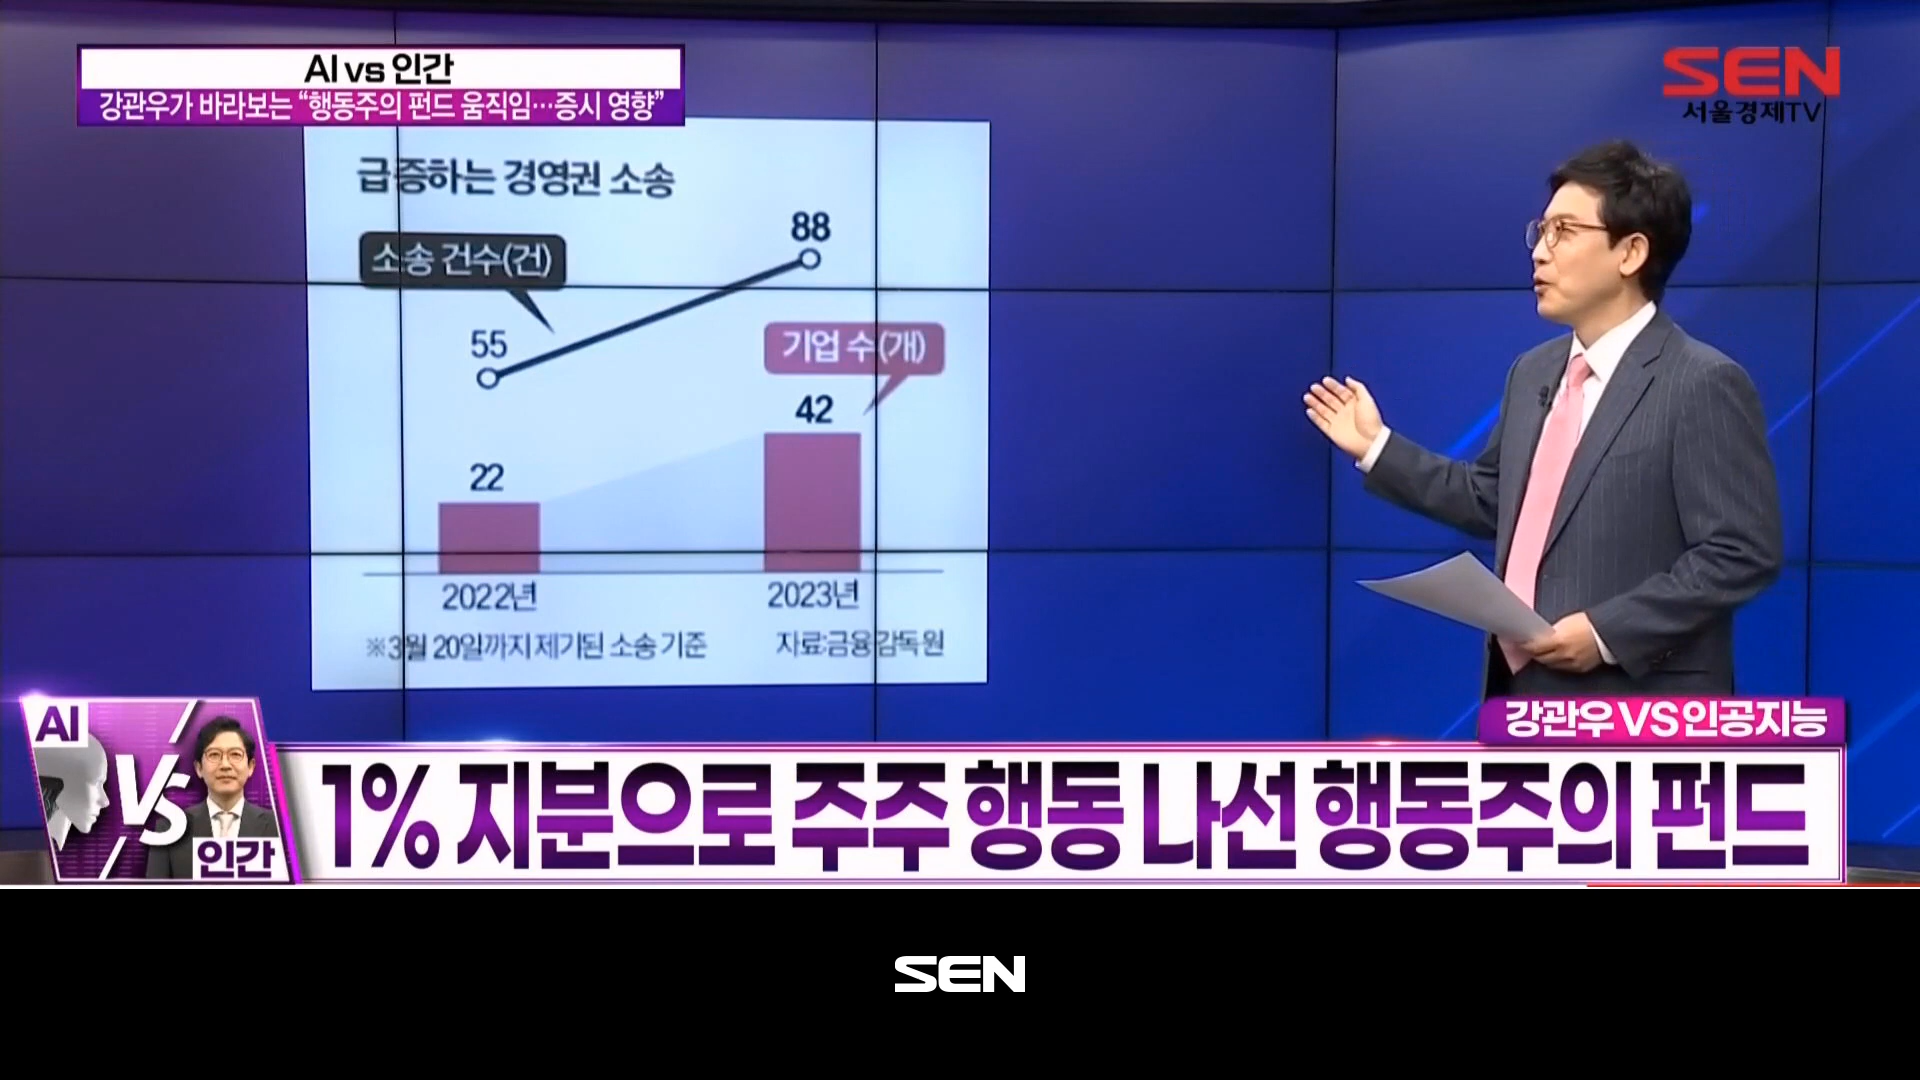 AI vs 인간
강관우가 바라보는 “행동주의 펀드 움직임…증시 영향”
SEN
서울경제TV
급증하는 경영권 소송
소송 건수(건)
88
55
기업 수(개)
42
22
2022년
2023년
※3월 20일까지 제기된 소송 기준
자료:금융감독원
강관우 VS 인공지능
AI
VS
인간
1% 지분으로 주주 행동 나선 행동주의 펀드
SEN